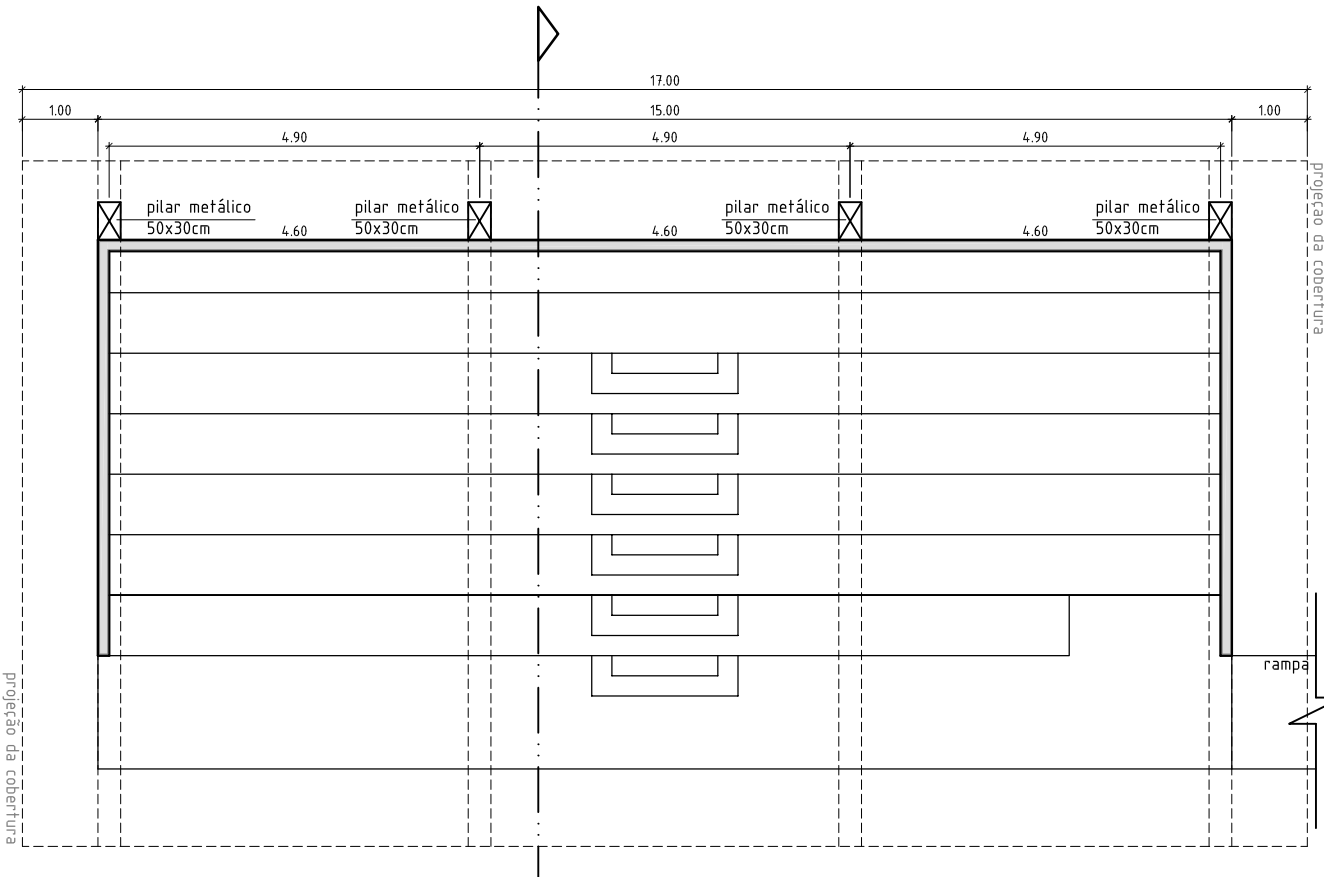 17.00
1.00
15.00
1.00
4.90
4.90
4.90
pilar metálico
50x30cm
pilar metálico
50x30cm
pilar metálico
50x30cm
pilar metálico
50x30cm
4.60
4.60
4.60
projeção da cobertura
rampa
projeção da cobertura